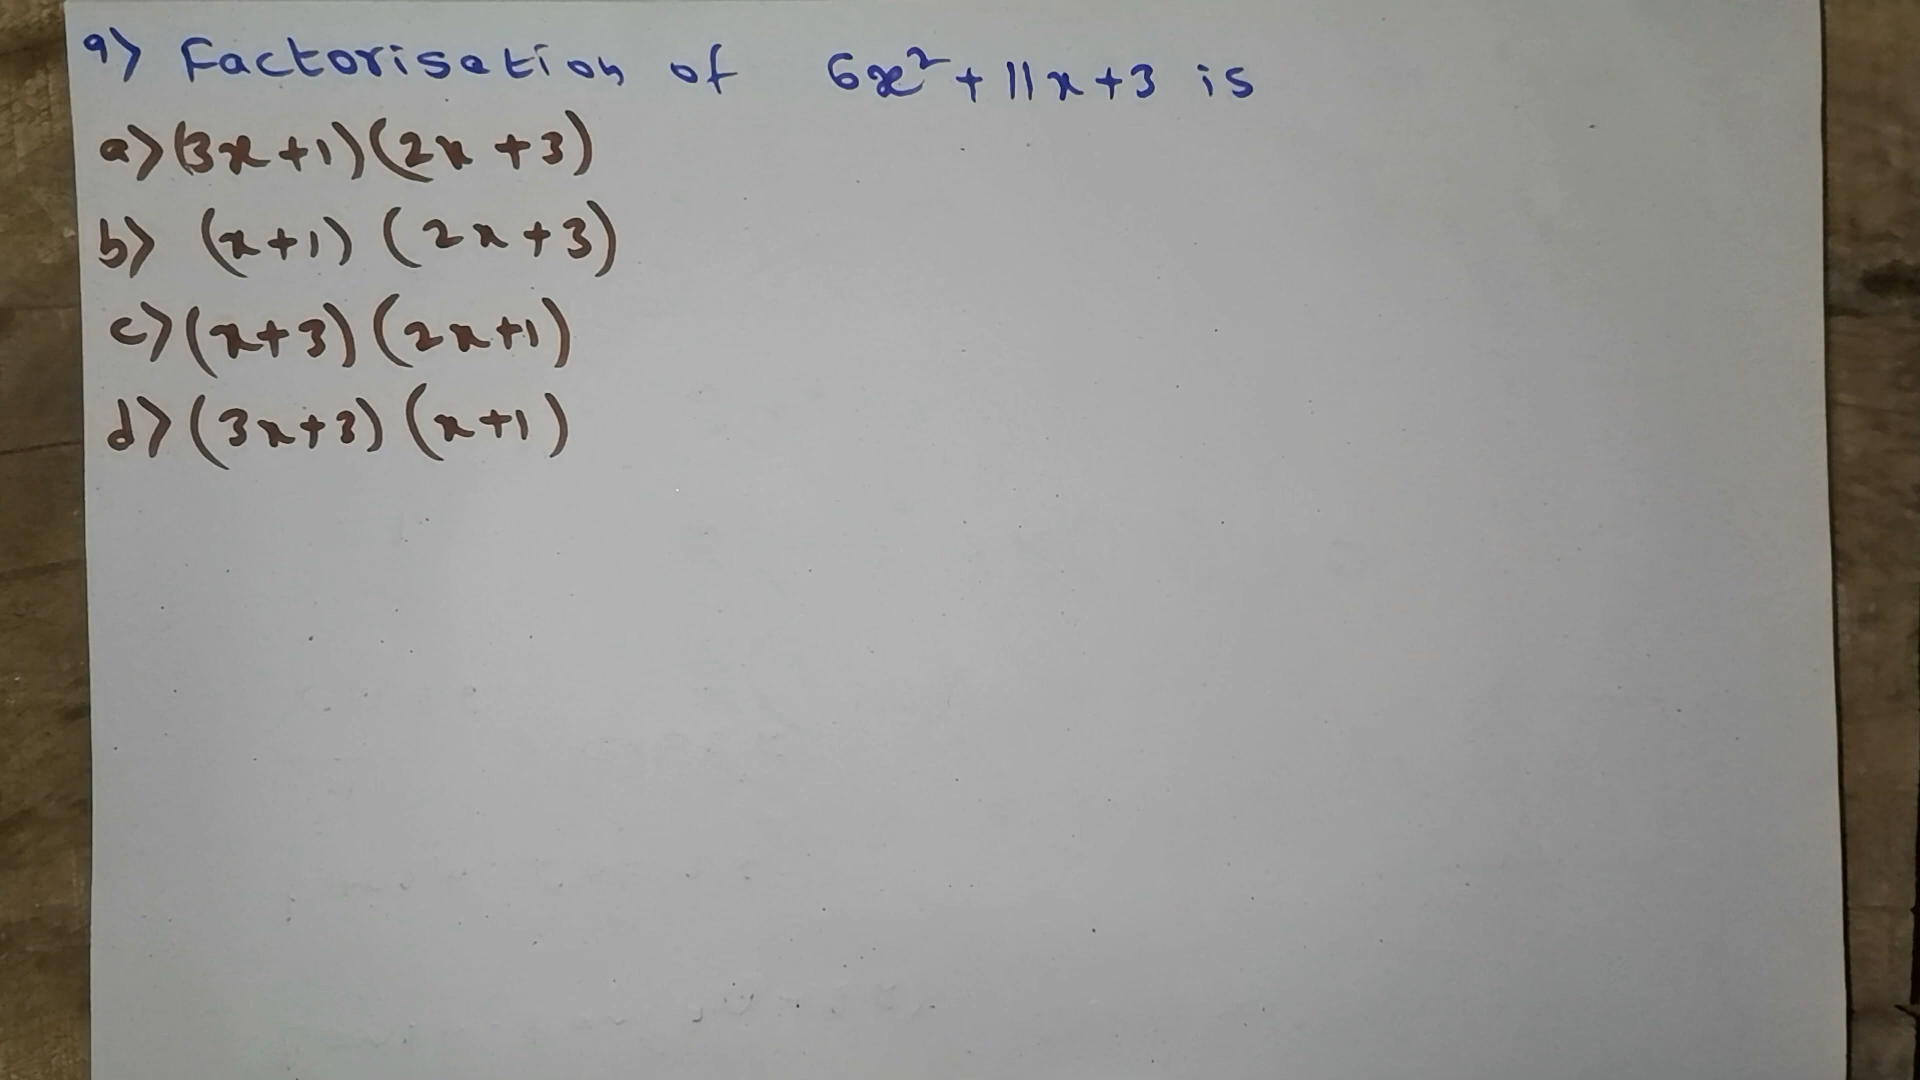 9) Factorisation of 6x² + 11x + 3 is
a) (3x + 1) (2x + 3)
b) (x + 1) (2x + 3)
c) (x + 3) (2x + 1)
d) (3x + 3) (x + 1)